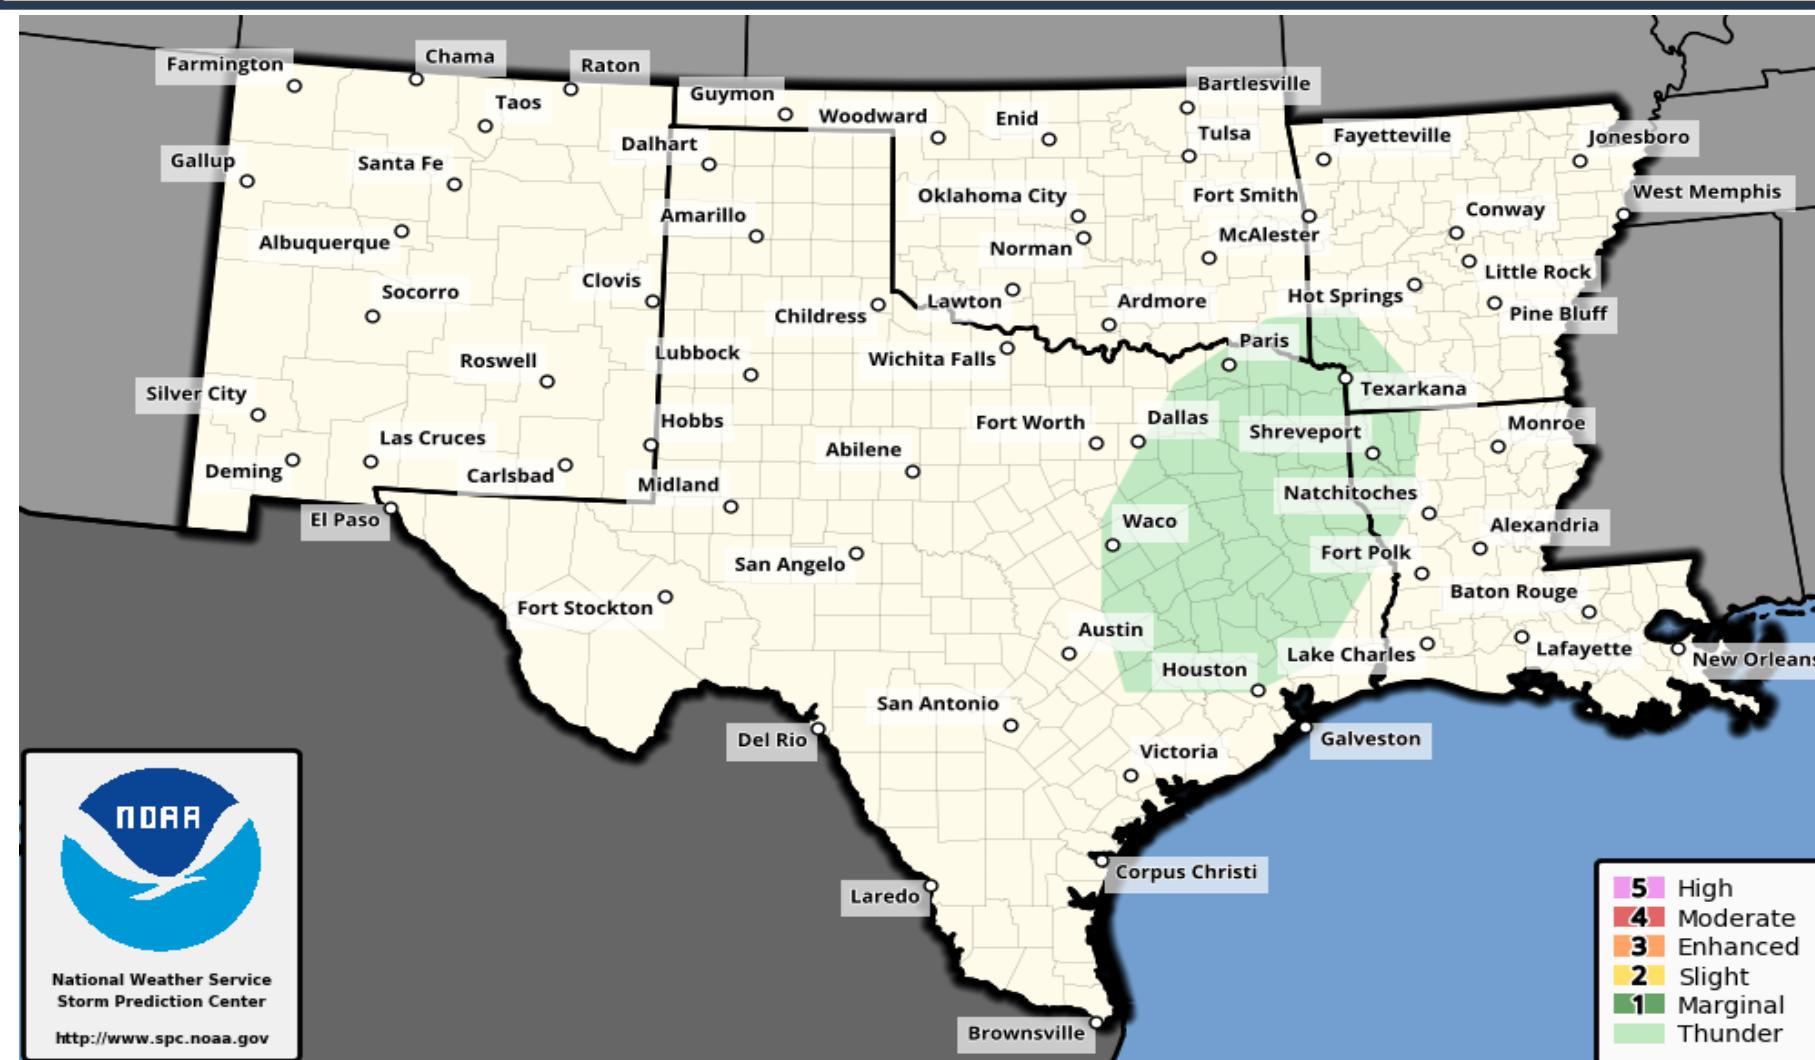 Farmington
Chama
Raton
Taos
Guymon
Woodward
Enid
Bartlesville
Tulsa
Fayetteville
Jonesboro
Gallup
Santa Fe
Dalhart
Oklahoma City
Fort Smith
Conway
West Memphis
Albuquerque
Amarillo
Norman
McAlester
Little Rock
Socorro
Clovis
Childress
Lawton
Ardmore
Hot Springs
Pine Bluff
Roswell
Lubbock
Wichita Falls
Paris
Texarkana
Silver City
Hobbs
Fort Worth
Dallas
Shreveport
Monroe
Las Cruces
Abilene
Deming
Carlsbad
Midland
Natchitoches
El Paso
Waco
Alexandria
San Angelo
Fort Polk
Fort Stockton
Baton Rouge
Austin
Houston
Lake Charles
Lafayette
New Orleans
San Antonio
Del Rio
Victoria
Galveston
Corpus Christi
Laredo
Brownsville
NOAA
National Weather Service
Storm Prediction Center
http://www.spc.noaa.gov
5 High
4 Moderate
3 Enhanced
2 Slight
1 Marginal
Thunder